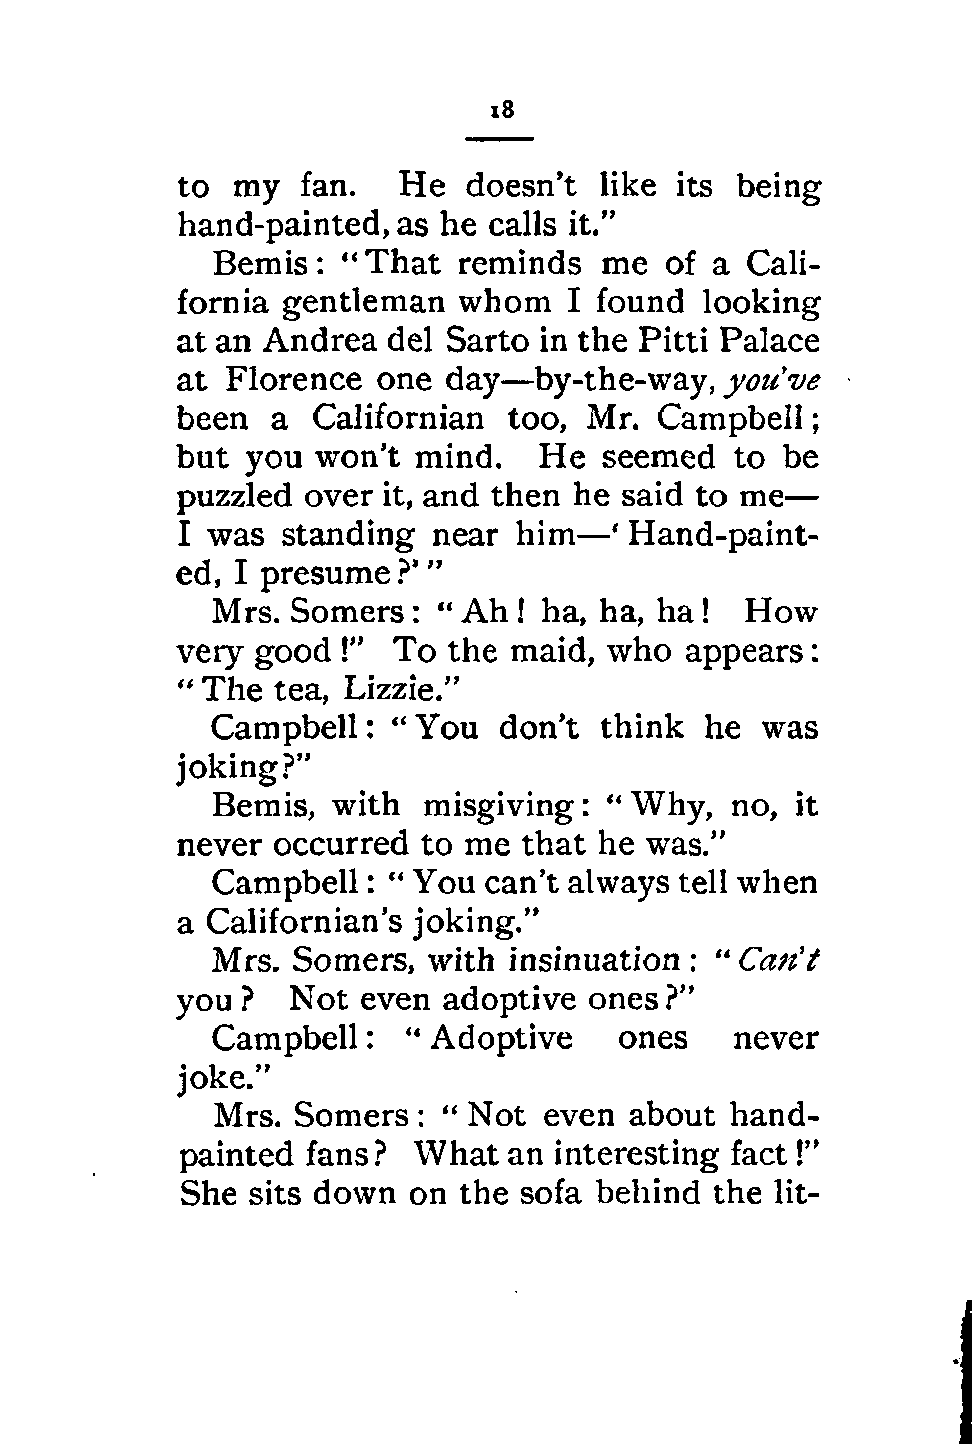 18
to my fan. He doesn't like its being
hand-painted, as he calls it."
Bemis: "That reminds me of a Cali-
fornia gentleman whom I found looking
at an Andrea del Sarto in the Pitti Palace
at Florence one day—by-the-way, you've
been a Californian too, Mr. Campbell;
but you won't mind. He seemed to be
puzzled over it, and then he said to me—
I was standing near him—'Hand-paint-
ed, I presume?'"
Mrs. Somers: "Ah! ha, ha, ha! How
very good!" To the maid, who appears:
"The tea, Lizzie."
Campbell: "You don't think he was
joking?"
Bemis, with misgiving: "Why, no, it
never occurred to me that he was."
Campbell: "You can't always tell when
a Californian's joking."
Mrs. Somers, with insinuation: "Can't
you? Not even adoptive ones?"
Campbell: "Adoptive ones never
joke."
Mrs. Somers: "Not even about hand-
painted fans? What an interesting fact!"
She sits down on the sofa behind the lit-